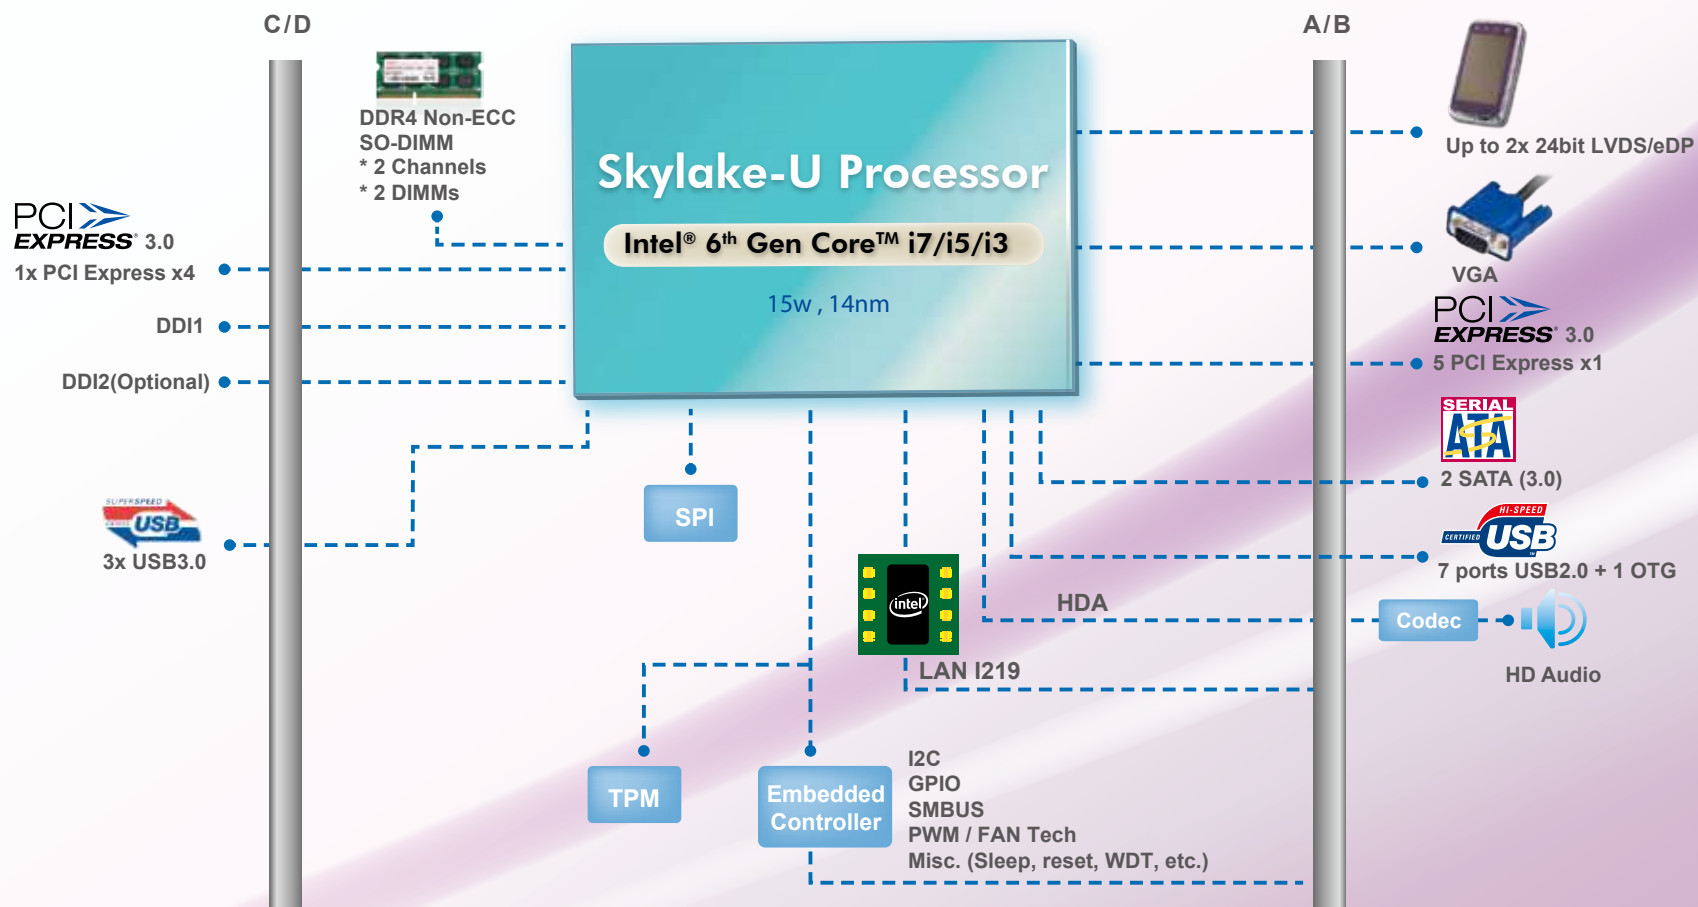 C/D
A/B
DDR4 Non-ECC
SO-DIMM
* 2 Channels
* 2 DIMMs
Skylake-U Processor
Intel® 6th Gen Core™ i7/i5/i3
15w , 14nm
PCI
EXPRESS® 3.0
1x PCI Express x4
DDI1
DDI2(Optional)
SUPERSPEED
USB
3x USB3.0
SPI
intel
LAN I219
HDA
TPM
Embedded
Controller
I2C
GPIO
SMBUS
PWM / FAN Tech
Misc. (Sleep, reset, WDT, etc.)
Up to 2x 24bit LVDS/eDP
VGA
PCI
EXPRESS® 3.0
5 PCI Express x1
SERIAL
ATA
2 SATA (3.0)
HI-SPEED
CERTIFIED USB™
7 ports USB2.0 + 1 OTG
Codec
HD Audio